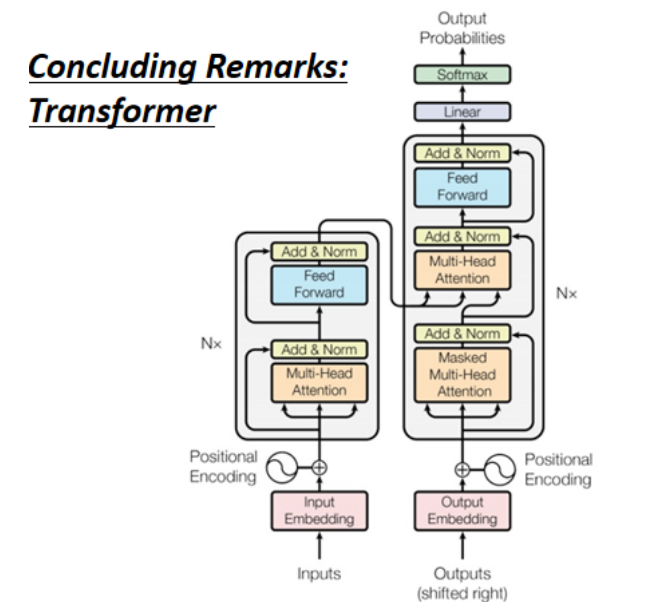 Concluding Remarks:
Transformer
Output
Probabilities
Softmax
Linear
Add & Norm
Feed
Forward
Add & Norm
Multi-Head
Attention
Nx
Add & Norm
Masked
Multi-Head
Attention
Positional
Encoding
Output
Embedding
Outputs
(shifted right)
Add & Norm
Feed
Forward
Nx
Add & Norm
Multi-Head
Attention
Positional
Encoding
Input
Embedding
Inputs